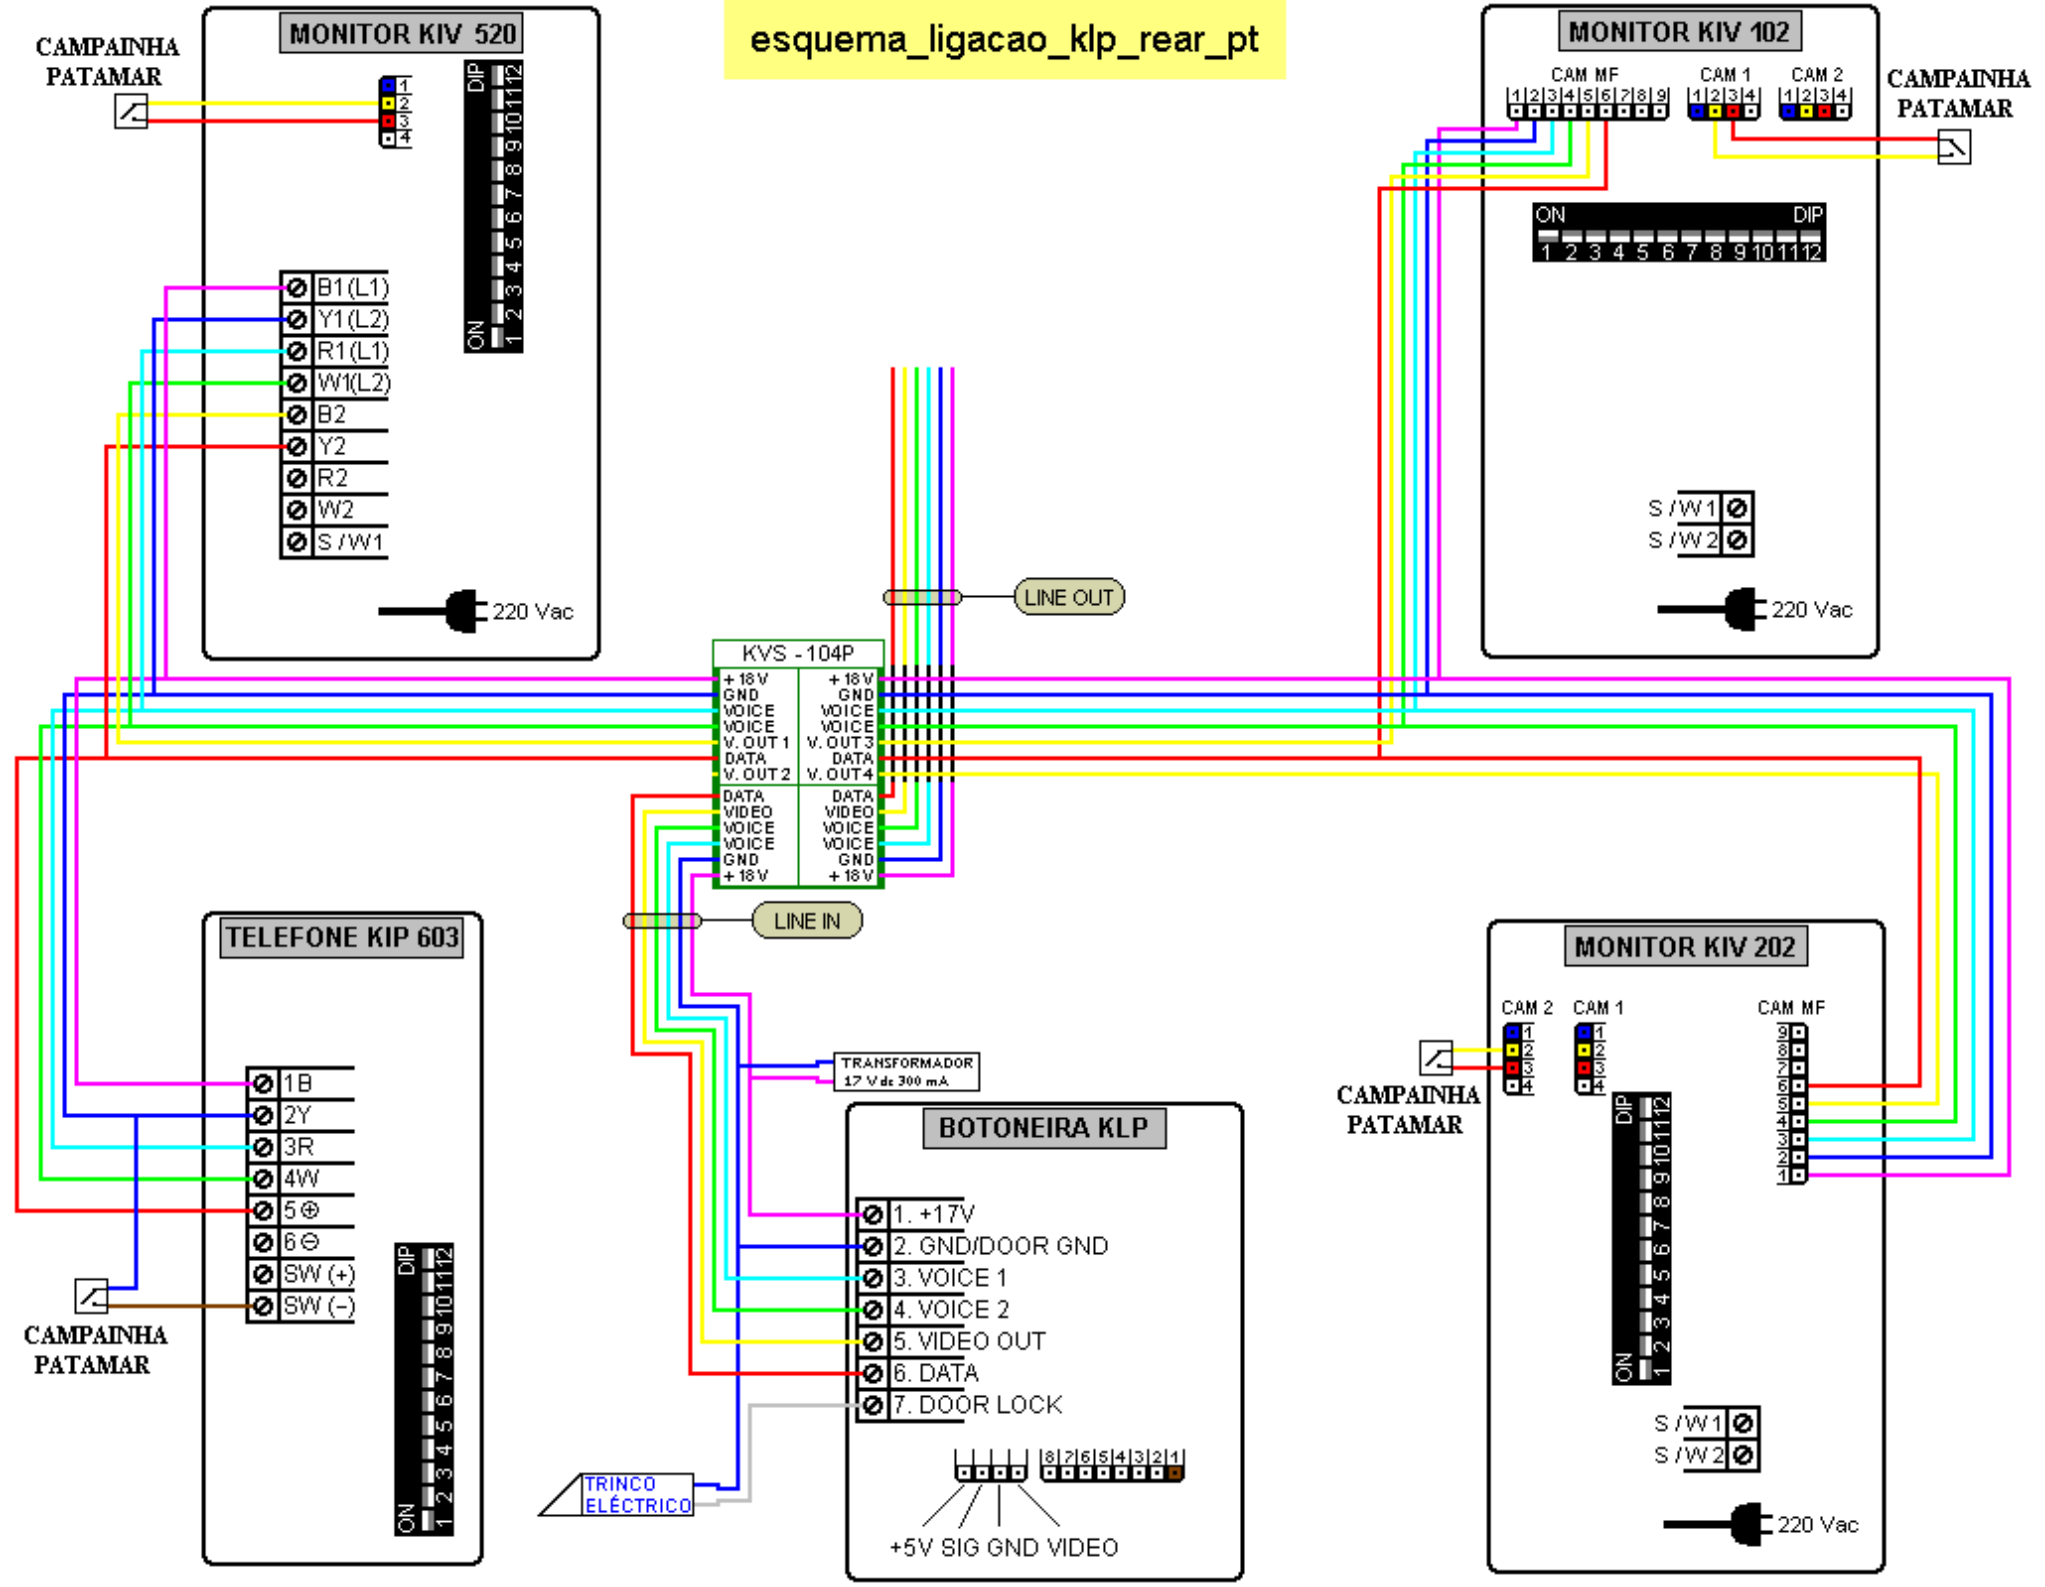 esquema_ligacao_klp_rear_pt
MONITOR KIV 520
CAMPAINHA
PATAMAR
1
2
3
4
DIP
ON
1 2 3 4 5 6 7 8 9 10 11 12
B1(L1)
Y1(L2)
R1(L1)
W1(L2)
B2
Y2
R2
W2
S/W1
220 Vac
MONITOR KIV 102
CAM MF
1 2 3 4 5 6 7 8 9
CAM 1
1 2 3 4
CAM 2
1 2 3 4
CAMPAINHA
PATAMAR
ON DIP
1 2 3 4 5 6 7 8 9 10 11 12
S/W1
S/W2
220 Vac
LINE OUT
KVS -104P
+18V +18V
GND GND
VOICE VOICE
VOICE VOICE
V.OUT1 V.OUT3
DATA DATA
V.OUT2 V.OUT4
DATA DATA
VIDEO VIDEO
VOICE VOICE
VOICE VOICE
GND GND
+18V +18V
LINE IN
TELEFONE KIP 603
1B
2Y
3R
4W
5⊕
6⊖
SW (+)
SW (−)
CAMPAINHA
PATAMAR
DIP
ON
1 2 3 4 5 6 7 8 9 10 11 12
TRANSFORMADOR
17 Vdc 300 mA
BOTONEIRA KLP
1. +17V
2. GND/DOOR GND
3. VOICE 1
4. VOICE 2
5. VIDEO OUT
6. DATA
7. DOOR LOCK
8 7 6 5 4 3 2 1
+5V SIG GND VIDEO
TRINCO
ELÉCTRICO
MONITOR KIV 202
CAM 2
1
2
3
4
CAM 1
1
2
3
4
CAM MF
9
8
7
6
5
4
3
2
1
CAMPAINHA
PATAMAR
DIP
ON
1 2 3 4 5 6 7 8 9 10 11 12
S/W1
S/W2
220 Vac